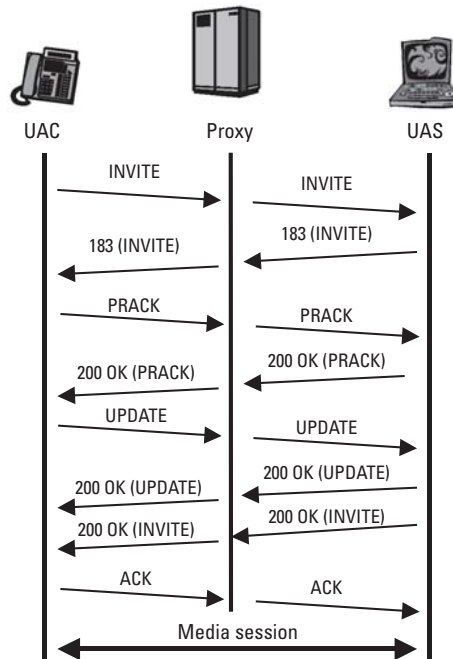 UAC Proxy UAS
INVITE
INVITE
183 (INVITE)
183 (INVITE)
PRACK
PRACK
200 OK (PRACK)
200 OK (PRACK)
UPDATE
UPDATE
200 OK (UPDATE)
200 OK (UPDATE)
200 OK (INVITE)
200 OK (INVITE)
ACK
ACK
Media session